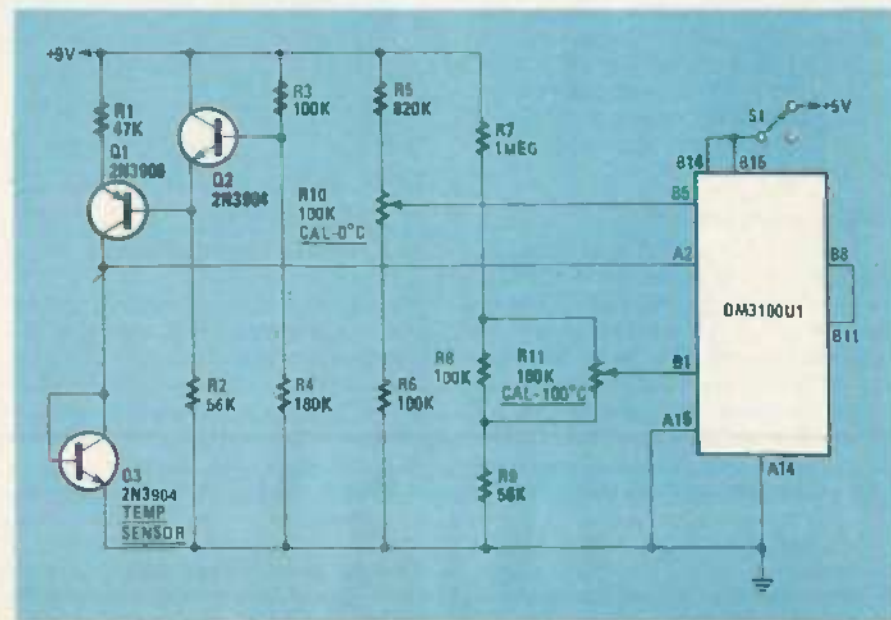 +9V
R1
47K
Q1
2N3906
Q2
2N3904
R3
100K
R5
820K
R10
100K
CAL-0°C
R7
1MEG
S1
+5V
B14
B15
B5
A2
B8
DM3100U1
B11
R2
56K
R4
180K
R6
100K
R8
100K
R11
180K
CAL-100°C
B1
A15
A14
R9
56K
Q3
2N3904
TEMP
SENSOR